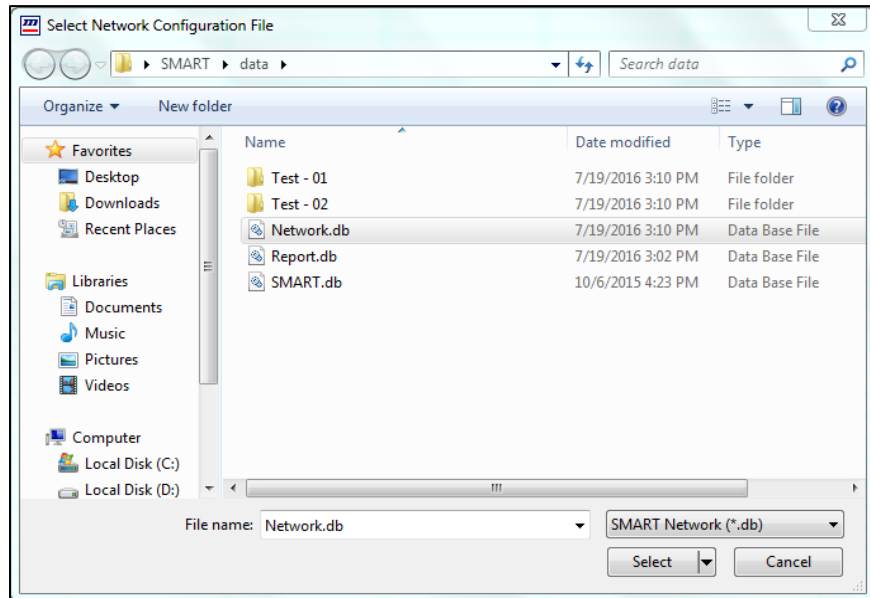 Select Network Configuration File
SMART data
Search data
Organize New folder
Favorites
Desktop
Downloads
Recent Places
Libraries
Documents
Music
Pictures
Videos
Computer
Local Disk (C:)
Local Disk (D:)
Name Date modified Type
Test - 01 7/19/2016 3:10 PM File folder
Test - 02 7/19/2016 3:10 PM File folder
Network.db 7/19/2016 3:10 PM Data Base File
Report.db 7/19/2016 3:02 PM Data Base File
SMART.db 10/6/2015 4:23 PM Data Base File
File name: Network.db SMART Network (*.db)
Select Cancel